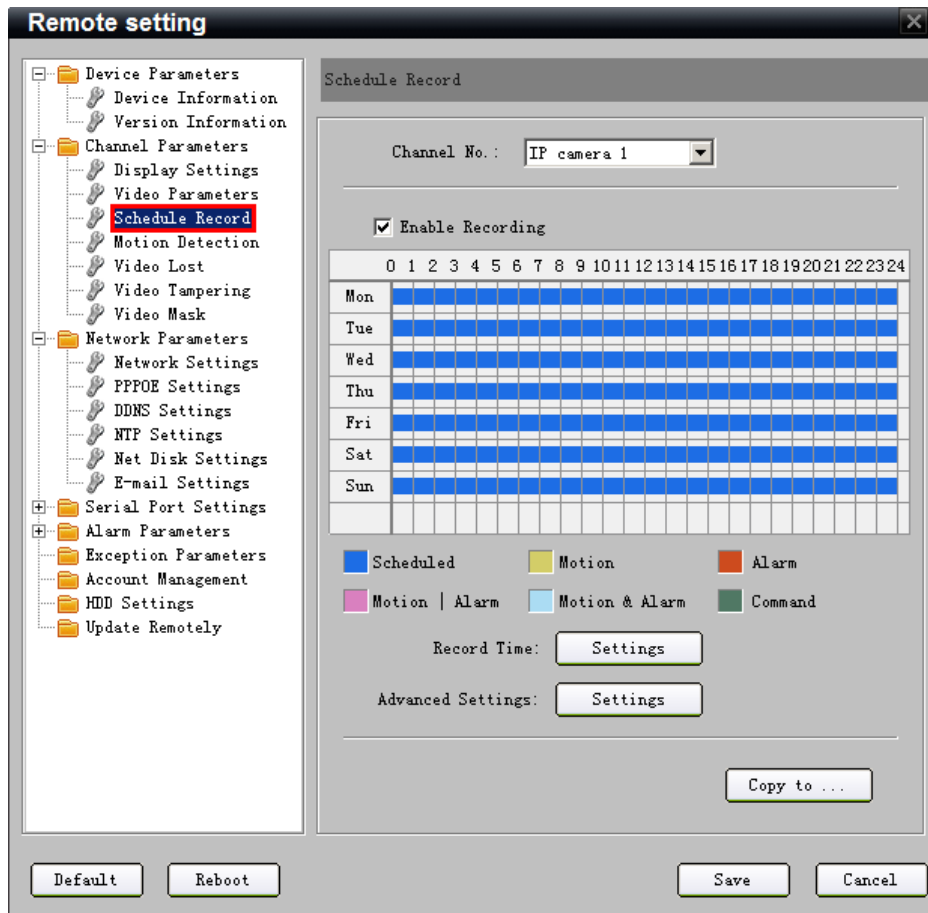 Remote setting
Device Parameters
Device Information
Version Information
Channel Parameters
Display Settings
Video Parameters
Schedule Record
Motion Detection
Video Lost
Video Tampering
Video Mask
Network Parameters
Network Settings
PPPOE Settings
DDNS Settings
NTP Settings
Net Disk Settings
E-mail Settings
Serial Port Settings
Alarm Parameters
Exception Parameters
Account Management
HDD Settings
Update Remotely
Schedule Record
Channel No.: IP camera 1
Enable Recording
0 1 2 3 4 5 6 7 8 9 10 11 12 13 14 15 16 17 18 19 20 21 22 23 24
Mon
Tue
Wed
Thu
Fri
Sat
Sun
Scheduled Motion Alarm
Motion | Alarm Motion & Alarm Command
Record Time: Settings
Advanced Settings: Settings
Copy to ...
Default Reboot Save Cancel